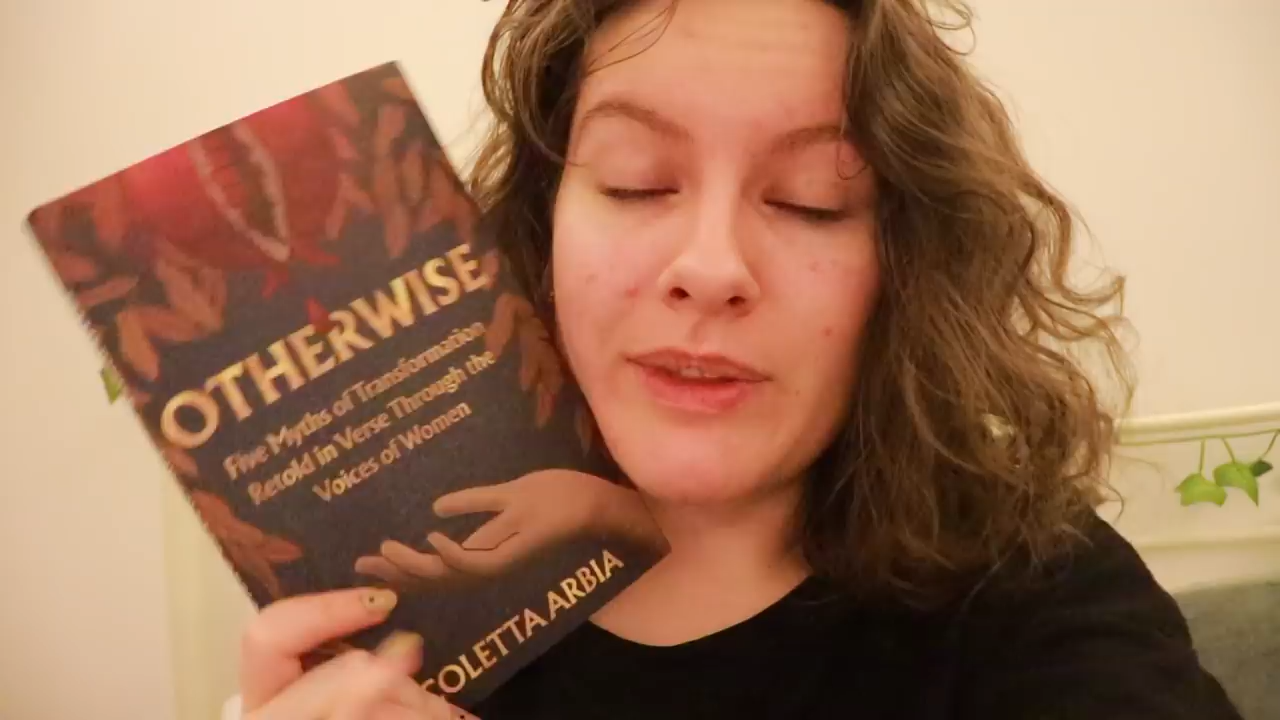 OTHERWISE
Five Myths of Transformation
Retold in Verse Through the
Voices of Women
COLETTA ARBIA